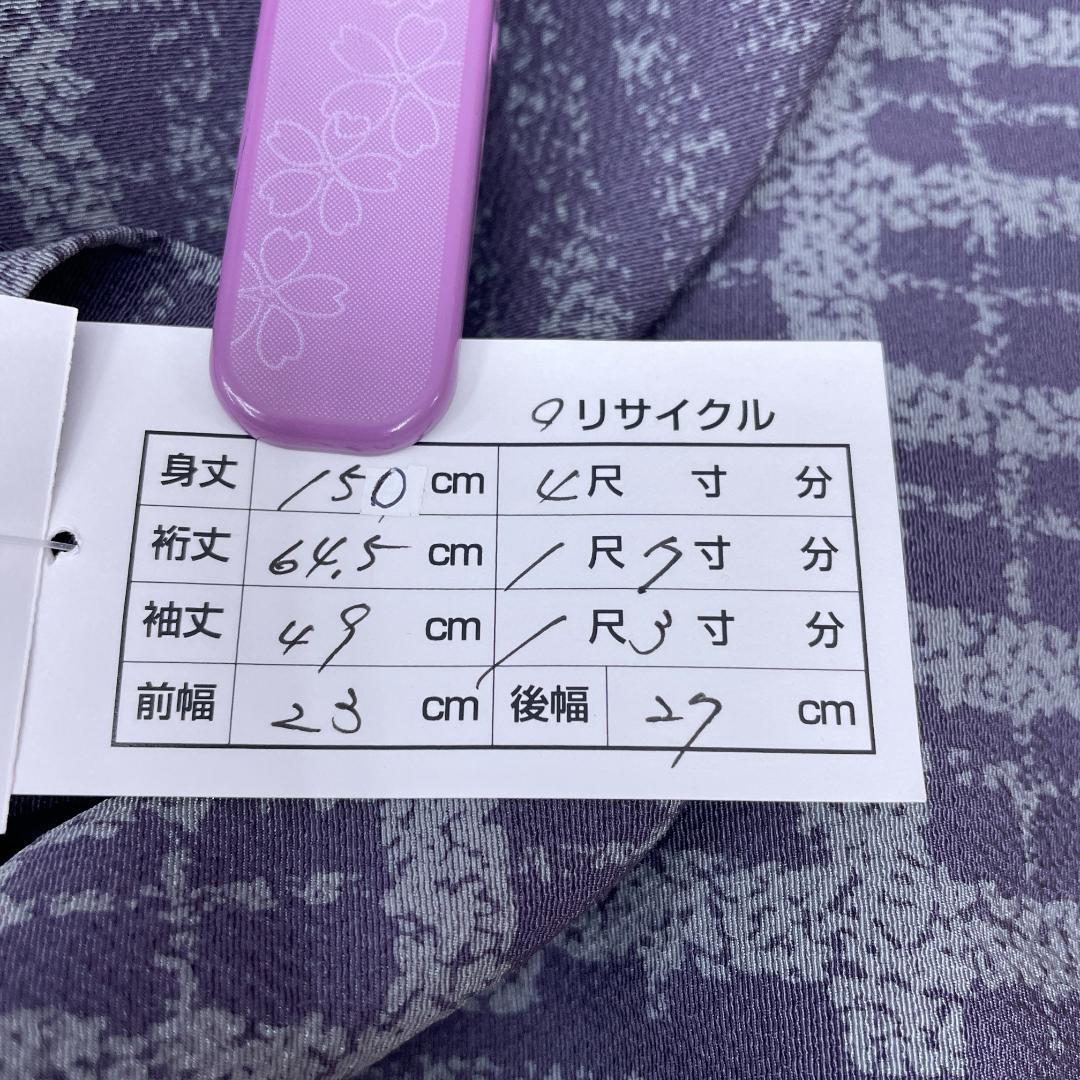 9リサイクル
身丈 150 cm 4尺 寸 分
裄丈 64.5 cm 1尺7寸 分
袖丈 49 cm 1尺3寸 分
前幅 23 cm 後幅 27 cm